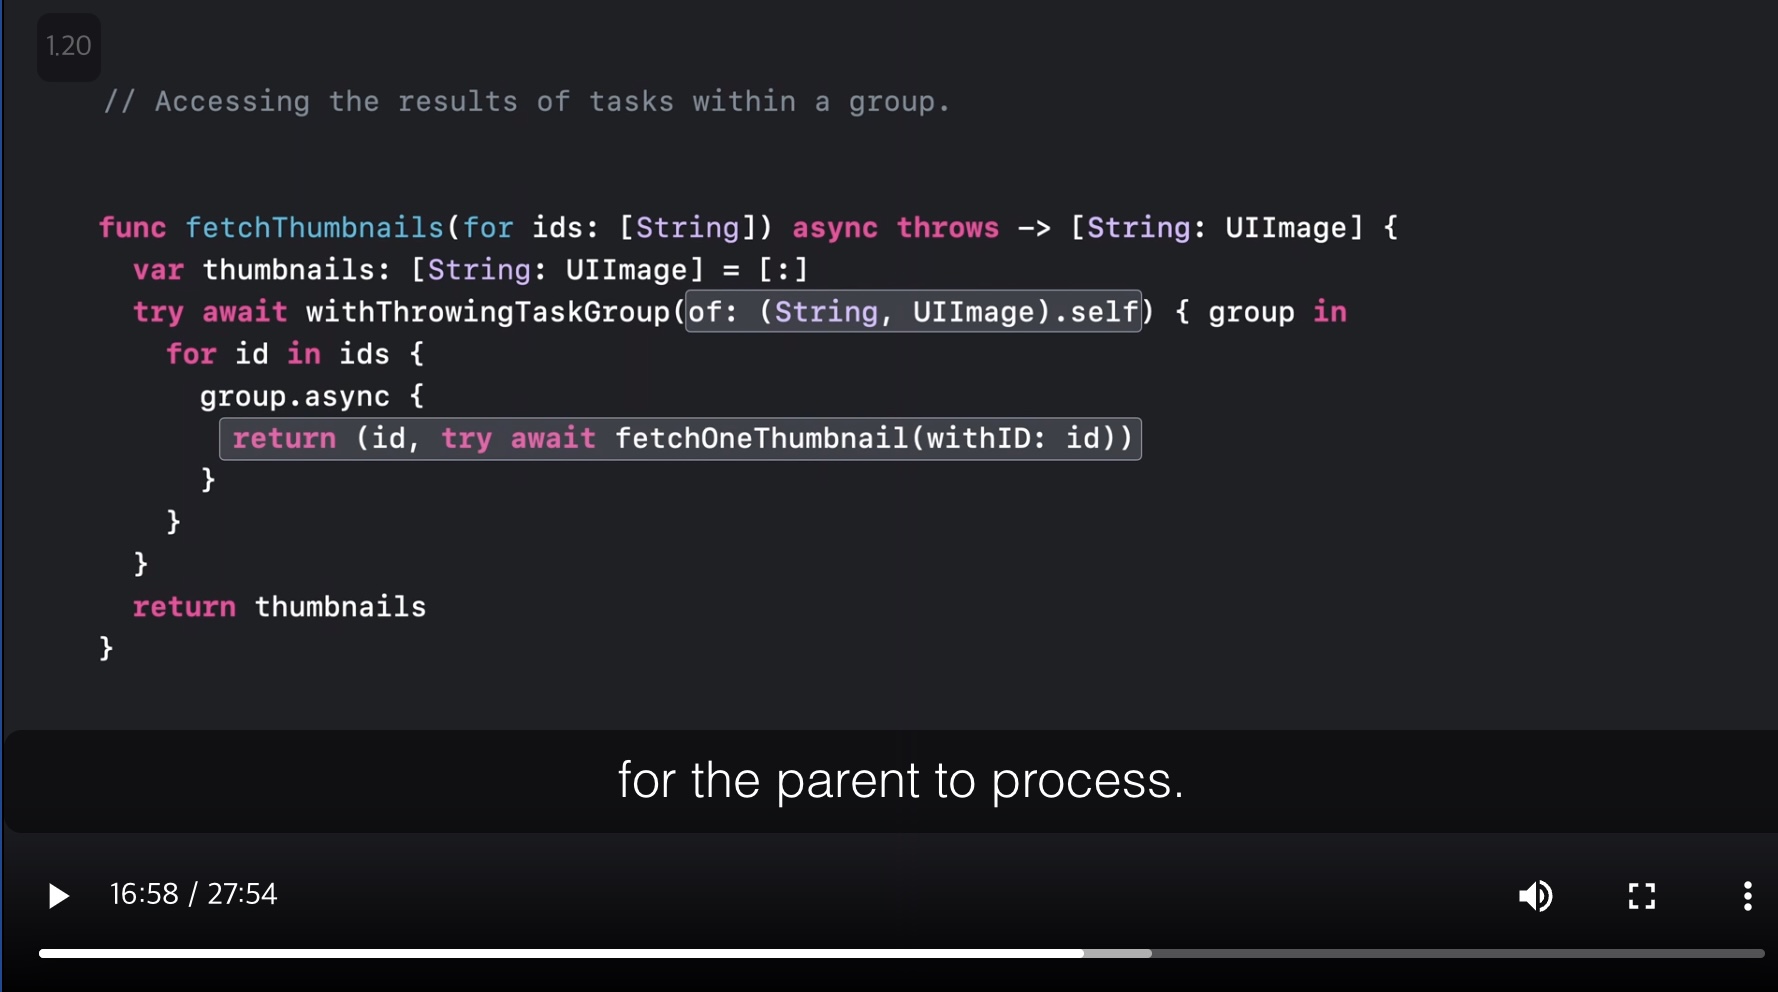 1.20
// Accessing the results of tasks within a group.
func fetchThumbnails(for ids: [String]) async throws -> [String: UIImage] {
var thumbnails: [String: UIImage] = [:]
try await withThrowingTaskGroup(of: (String, UIImage).self) { group in
for id in ids {
group.async {
return (id, try await fetchOneThumbnail(withID: id))
}
}
}
return thumbnails
}
for the parent to process.
16:58 / 27:54